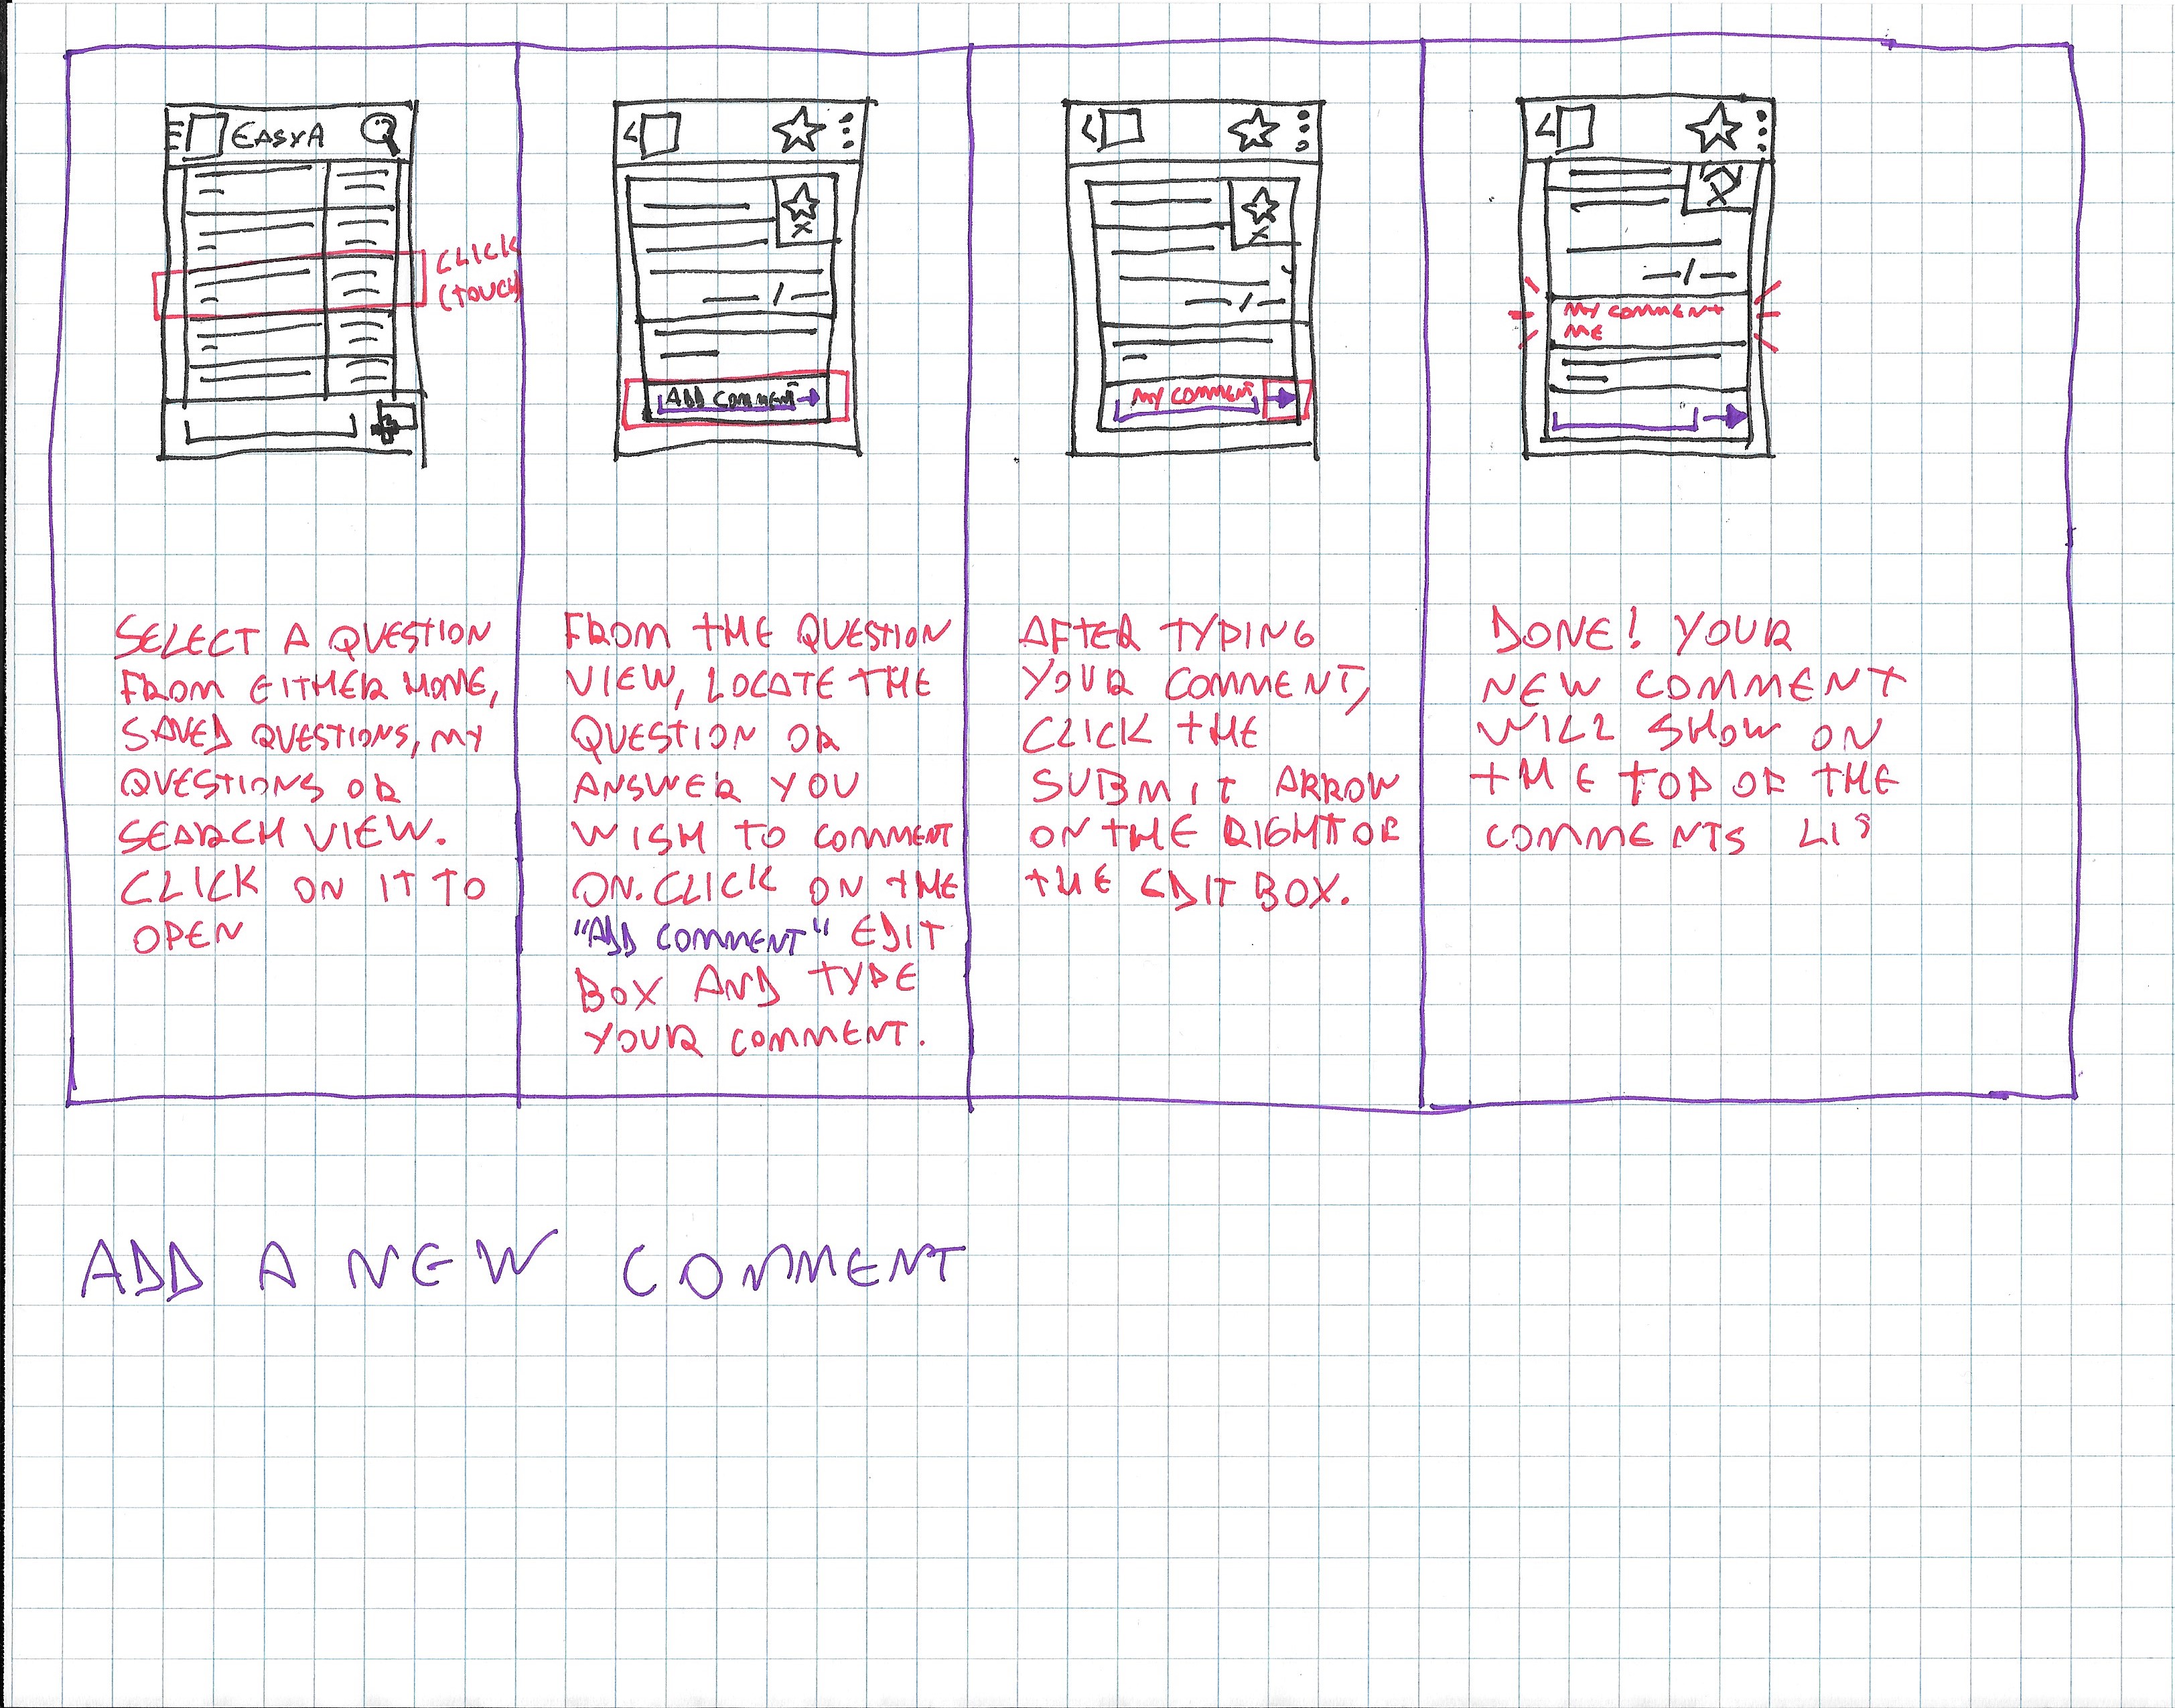 EASYA
CLICK
(TOUCH)
ADD COMMENT
MY COMMENT
MY COMMENT
ME
SELECT A QUESTION
FROM EITHER HOME,
SAVED QUESTIONS, MY
QUESTIONS OR
SEARCH VIEW.
CLICK ON IT TO
OPEN
FROM THE QUESTION
VIEW, LOCATE THE
QUESTION OR
ANSWER YOU
WISH TO COMMENT
ON. CLICK ON THE
"ADD COMMENT" EDIT
BOX AND TYPE
YOUR COMMENT.
AFTER TYPING
YOUR COMMENT,
CLICK THE
SUBMIT ARROW
ON THE RIGHT OF
THE EDIT BOX.
DONE! YOUR
NEW COMMENT
WILL SHOW ON
THE TOP OF THE
COMMENTS
ADD A NEW COMMENT